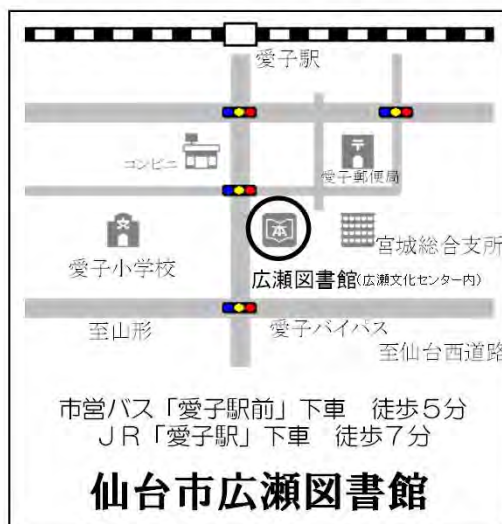 愛子駅
コンビニ
愛子郵便局
文
本
愛子小学校
宮城総合支所
広瀬図書館(広瀬文化センター内)
至山形
愛子バイパス
至仙台西道路
市営バス「愛子駅前」下車 徒歩5分
JR「愛子駅」下車 徒歩7分
仙台市広瀬図書館